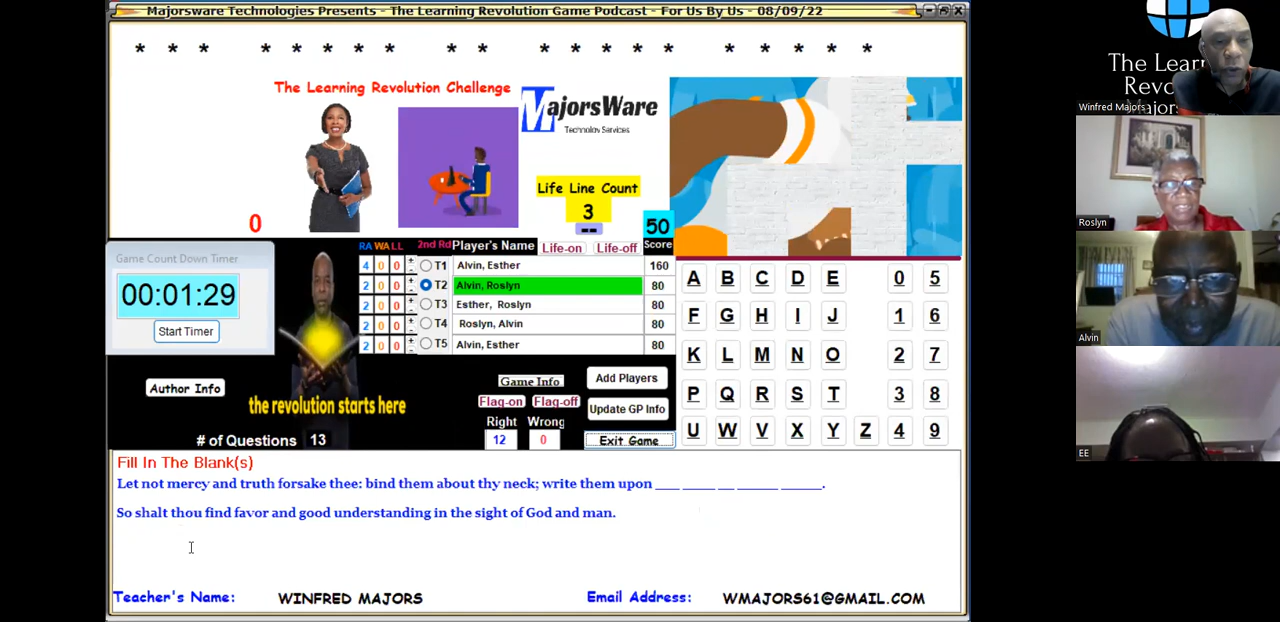 Majorsware Technologies Presents - The Learning Revolution Game Podcast - For Us By Us - 08/09/22
* * * * * * * * * * * * * * * * * * * *
The Learning Revolution Challenge
MajorsWare
Technology Services
Life Line Count
3
--
0
50
RA WA LL 2nd Rd Player's Name Life-on Life-off Score
4 0 0 + - T1 Alvin, Esther 160
2 0 0 + - T2 Alvin, Roslyn 80
2 0 0 + - T3 Esther, Roslyn 80
2 0 0 + - T4 Roslyn, Alvin 80
2 0 0 + - T5 Alvin, Esther 80
Game Count Down Timer
00:01:29
Start Timer
Author Info
the revolution starts here
# of Questions 13
Game Info
Flag-on Flag-off
Right Wrong
12 0
Add Players
Update GP Info
Exit Game
A B C D E 0 5
F G H I J 1 6
K L M N O 2 7
P Q R S T 3 8
U W V X Y Z 4 9
Fill In The Blank(s)
Let not mercy and truth forsake thee: bind them about thy neck; write them upon ___ _____ __ ______ ______.
So shalt thou find favor and good understanding in the sight of God and man.
Teacher's Name: WINFRED MAJORS Email Address: WMAJORS61@GMAIL.COM
The Lear
Revo
Majors
Winfred Majors
Roslyn
Alvin
EE